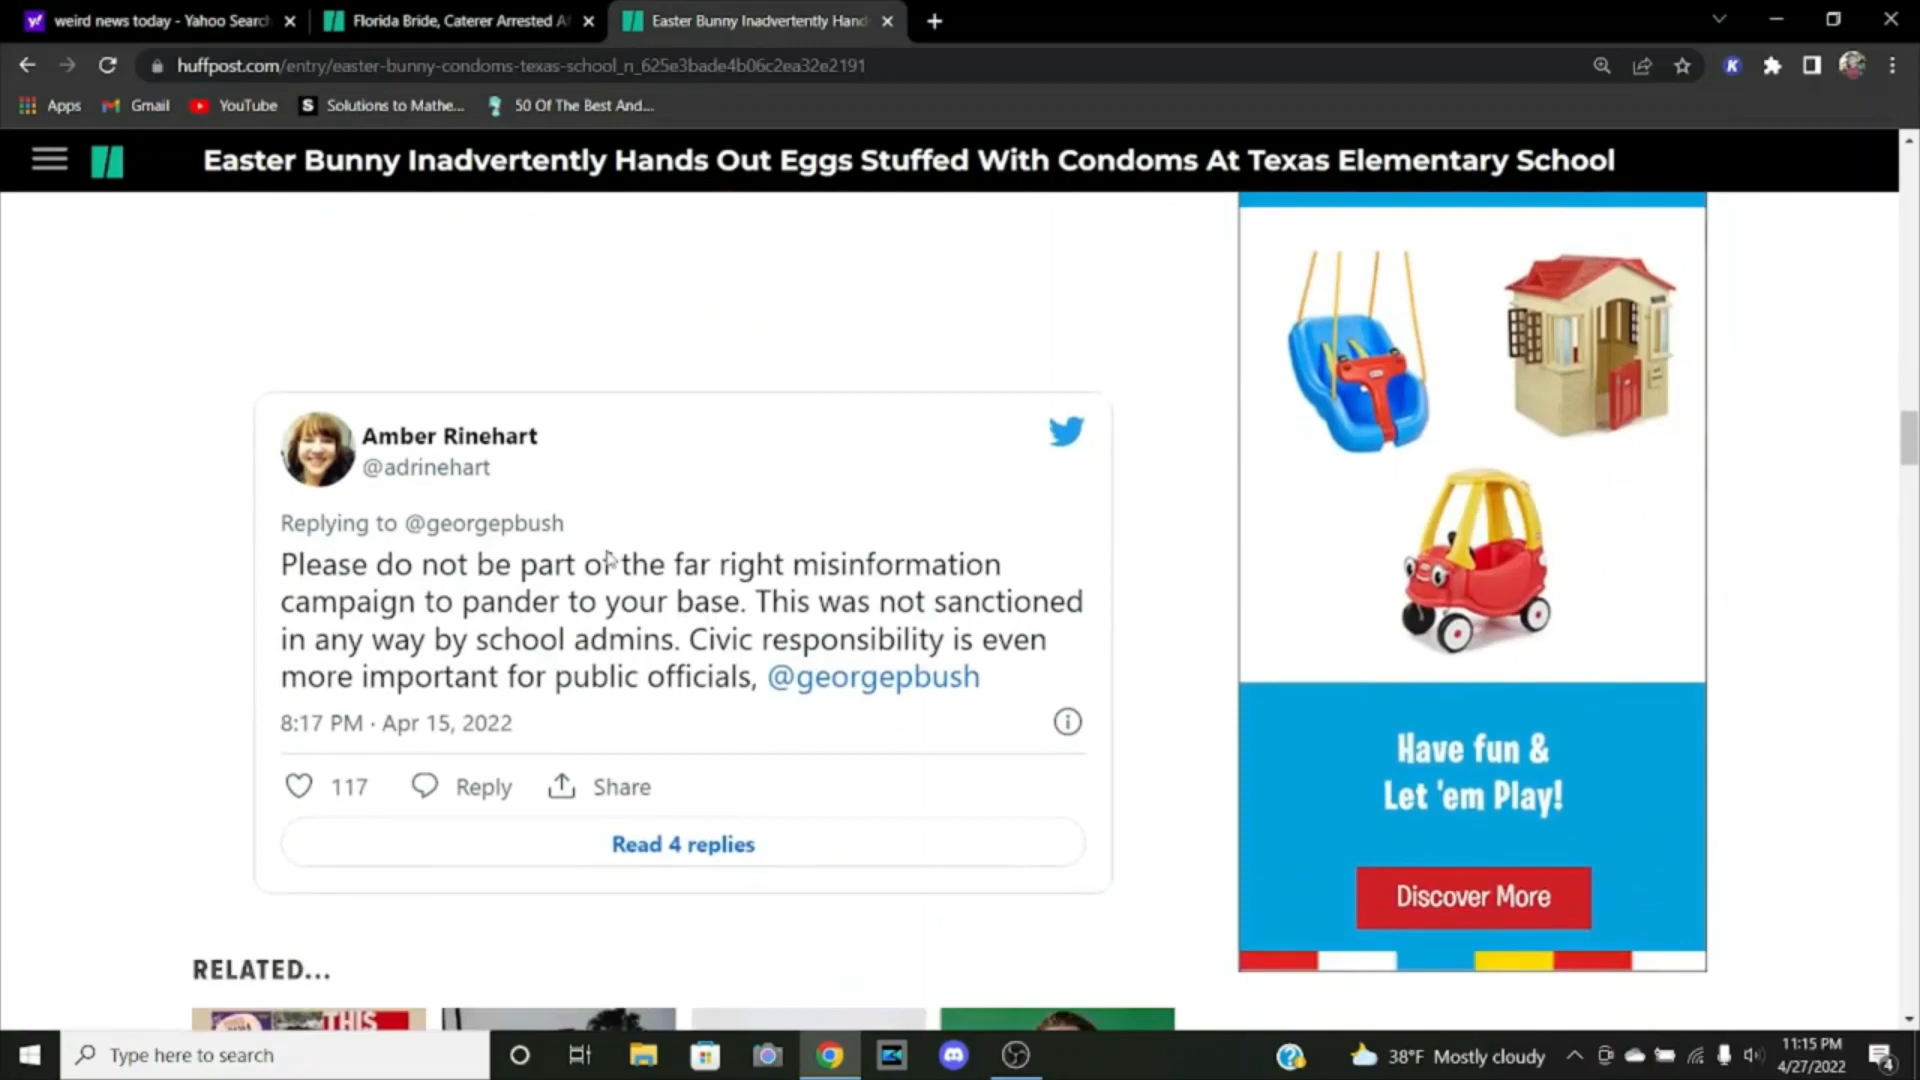 weird news today - Yahoo Search
Florida Bride, Caterer Arrested A
Easter Bunny Inadvertently Hand
huffpost.com/entry/easter-bunny-condoms-texas-school_n_625e3bade4b06c2ea32e2191
Apps
Gmail
YouTube
Solutions to Mathe...
50 Of The Best And...
Easter Bunny Inadvertently Hands Out Eggs Stuffed With Condoms At Texas Elementary School
Amber Rinehart
@adrinehart
Replying to @georgepbush
Please do not be part of the far right misinformation
campaign to pander to your base. This was not sanctioned
in any way by school admins. Civic responsibility is even
more important for public officials, @georgepbush
8:17 PM · Apr 15, 2022
117 Reply Share
Read 4 replies
Have fun &
Let 'em Play!
Discover More
RELATED...
THIS
Type here to search
38°F Mostly cloudy
11:15 PM
4/27/2022
4